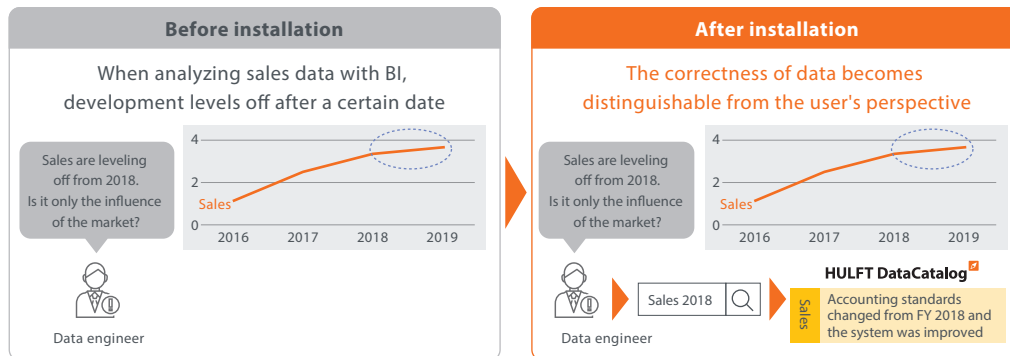 Before installation
When analyzing sales data with BI,
development levels off after a certain date
Sales are leveling
off from 2018.
Is it only the influence
of the market?
4
2
0
Sales
2016 2017 2018 2019
Data engineer
After installation
The correctness of data becomes
distinguishable from the user's perspective
Sales are leveling
off from 2018.
Is it only the influence
of the market?
4
2
0
Sales
2016 2017 2018 2019
Data engineer
Sales 2018
HULFT DataCatalog
Sales
Accounting standards
changed from FY 2018 and
the system was improved